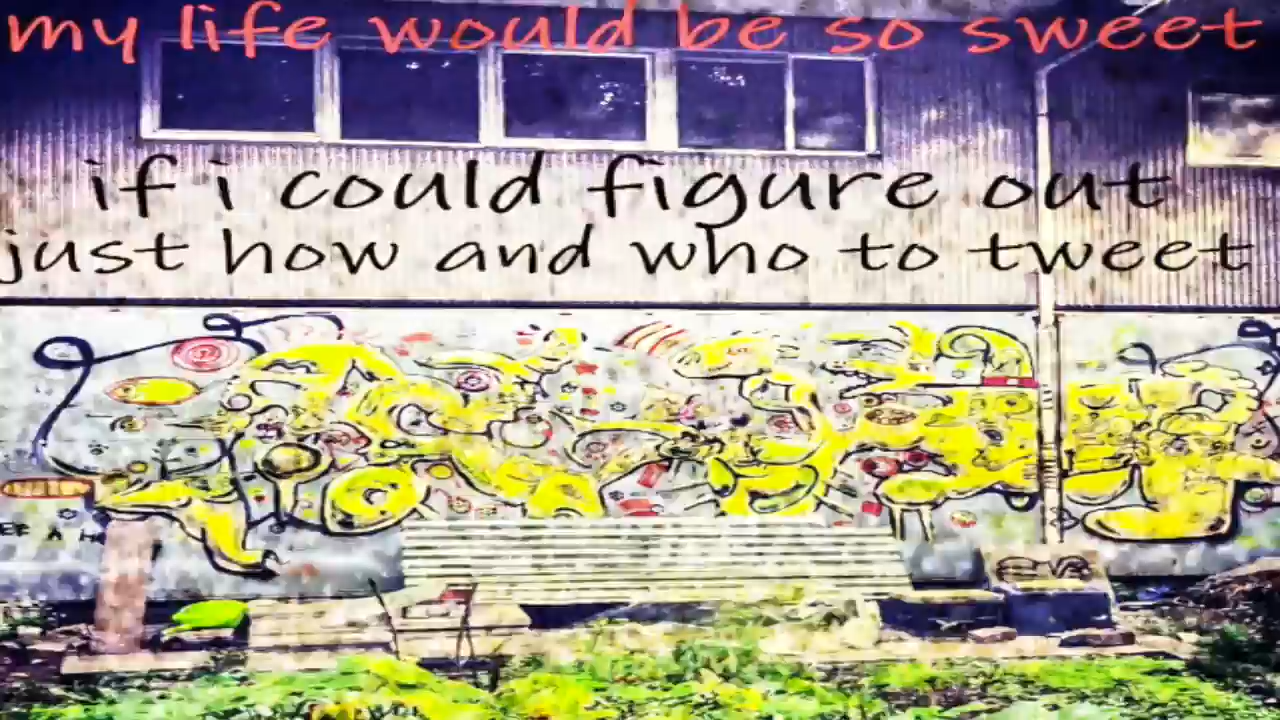 my life would be so sweet
if i could figure out
just how and who to tweet